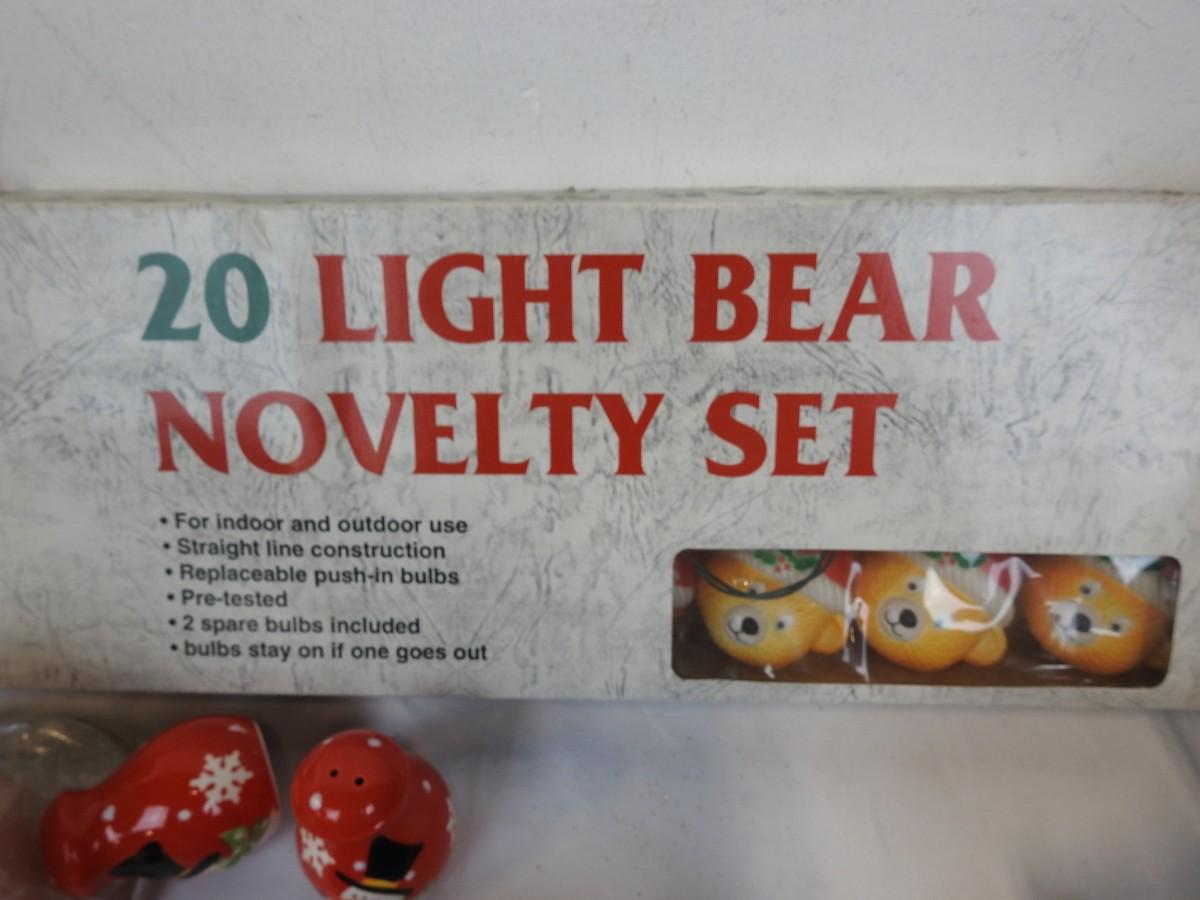 20 LIGHT BEAR
NOVELTY SET
• For indoor and outdoor use
• Straight line construction
• Replaceable push-in bulbs
• Pre-tested
• 2 spare bulbs included
• bulbs stay on if one goes out